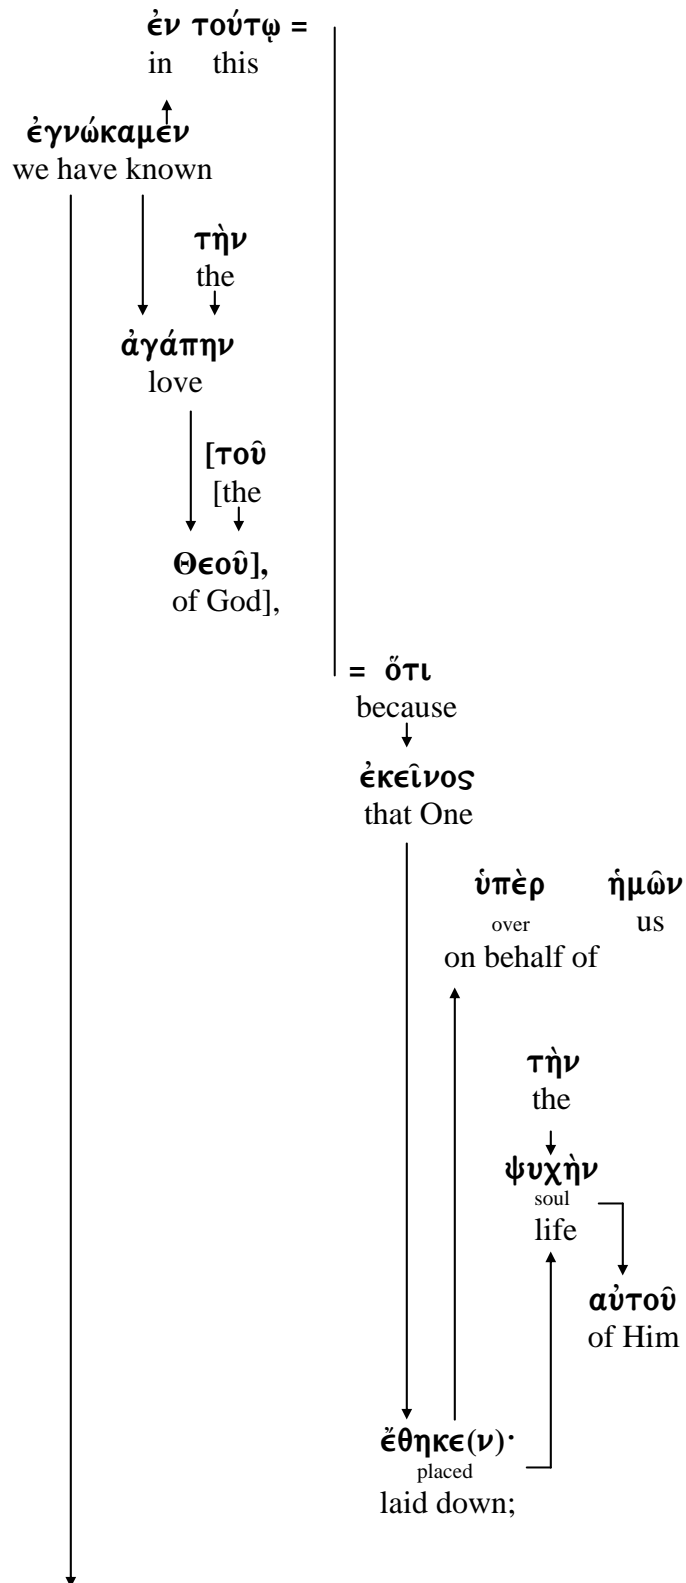 ἐν τούτῳ =
in this
ἐγνώκαμεν
we have known
τὴν
the
ἀγάπην
love
[τοῦ
[the
Θεοῦ],
of God],
= ὅτι
because
ἐκεῖνος
that One
ὑπὲρ ἡμῶν
over us
on behalf of
τὴν
the
ψυχὴν
soul
life
αὐτοῦ
of Him
ἔθηκε(ν)·
placed
laid down;